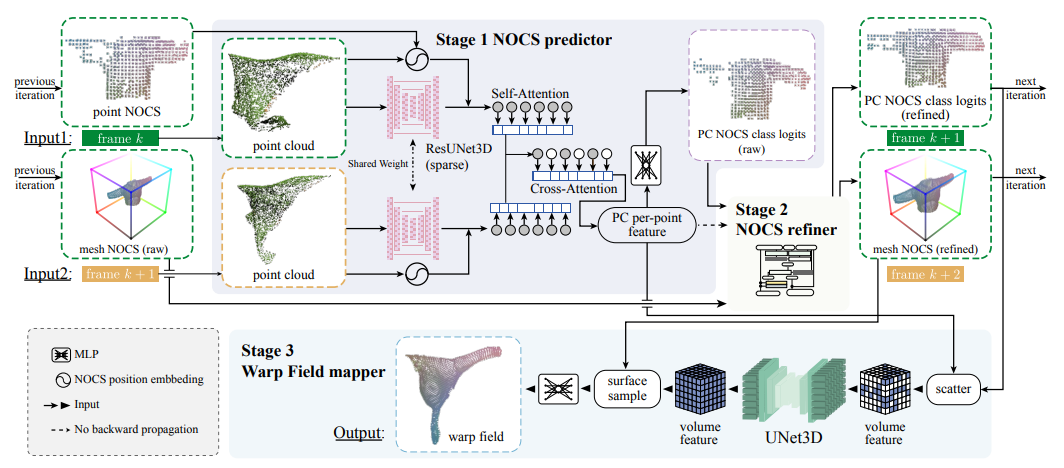 Stage 1 NOCS predictor
previous
iteration
point NOCS
Input1:
frame k
point cloud
ResUNet3D
(sparse)
Shared Weight
Self-Attention
Cross-Attention
PC per-point
feature
PC NOCS class logits
(raw)
PC NOCS class logits
(refined)
frame k + 1
next
iteration
previous
iteration
mesh NOCS (raw)
Input2:
frame k + 1
point cloud
Stage 2
NOCS refiner
mesh NOCS (refined)
frame k + 2
next
iteration
MLP
NOCS position embedding
Input
No backward propagation
Stage 3
Warp Field mapper
Output:
warp field
surface
sample
volume
feature
UNet3D
volume
feature
scatter